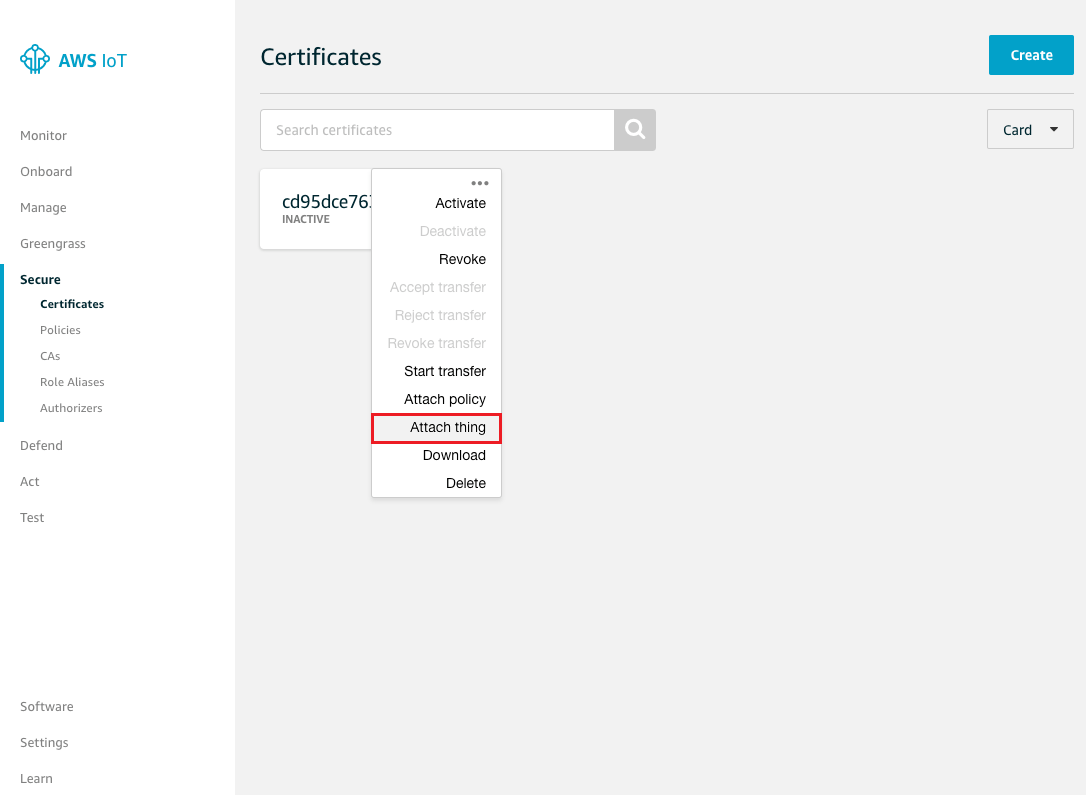 AWS IoT
Monitor
Onboard
Manage
Greengrass
Secure
Certificates
Policies
CAs
Role Aliases
Authorizers
Defend
Act
Test
Software
Settings
Learn
Certificates
Create
Search certificates
Card
cd95dce763
INACTIVE
Activate
Deactivate
Revoke
Accept transfer
Reject transfer
Revoke transfer
Start transfer
Attach policy
Attach thing
Download
Delete